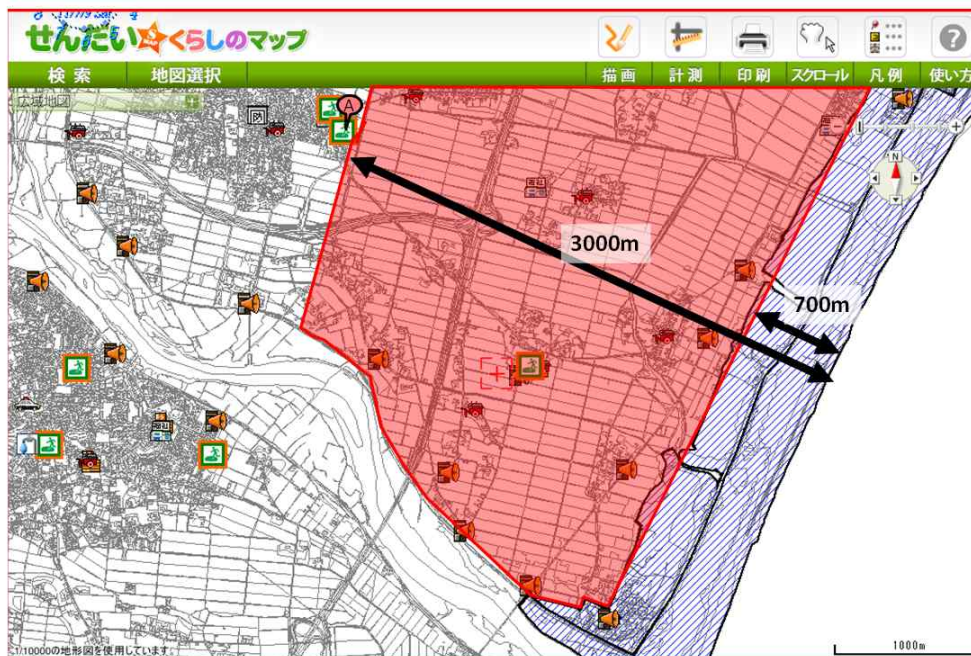 せんだいくらしのマップ
検索 地図選択 描画 計測 印刷 スクロール 凡例 使い方
広域地図
A
防
N
3000m
700m
1/10000の地形図を使用しています。
1000m